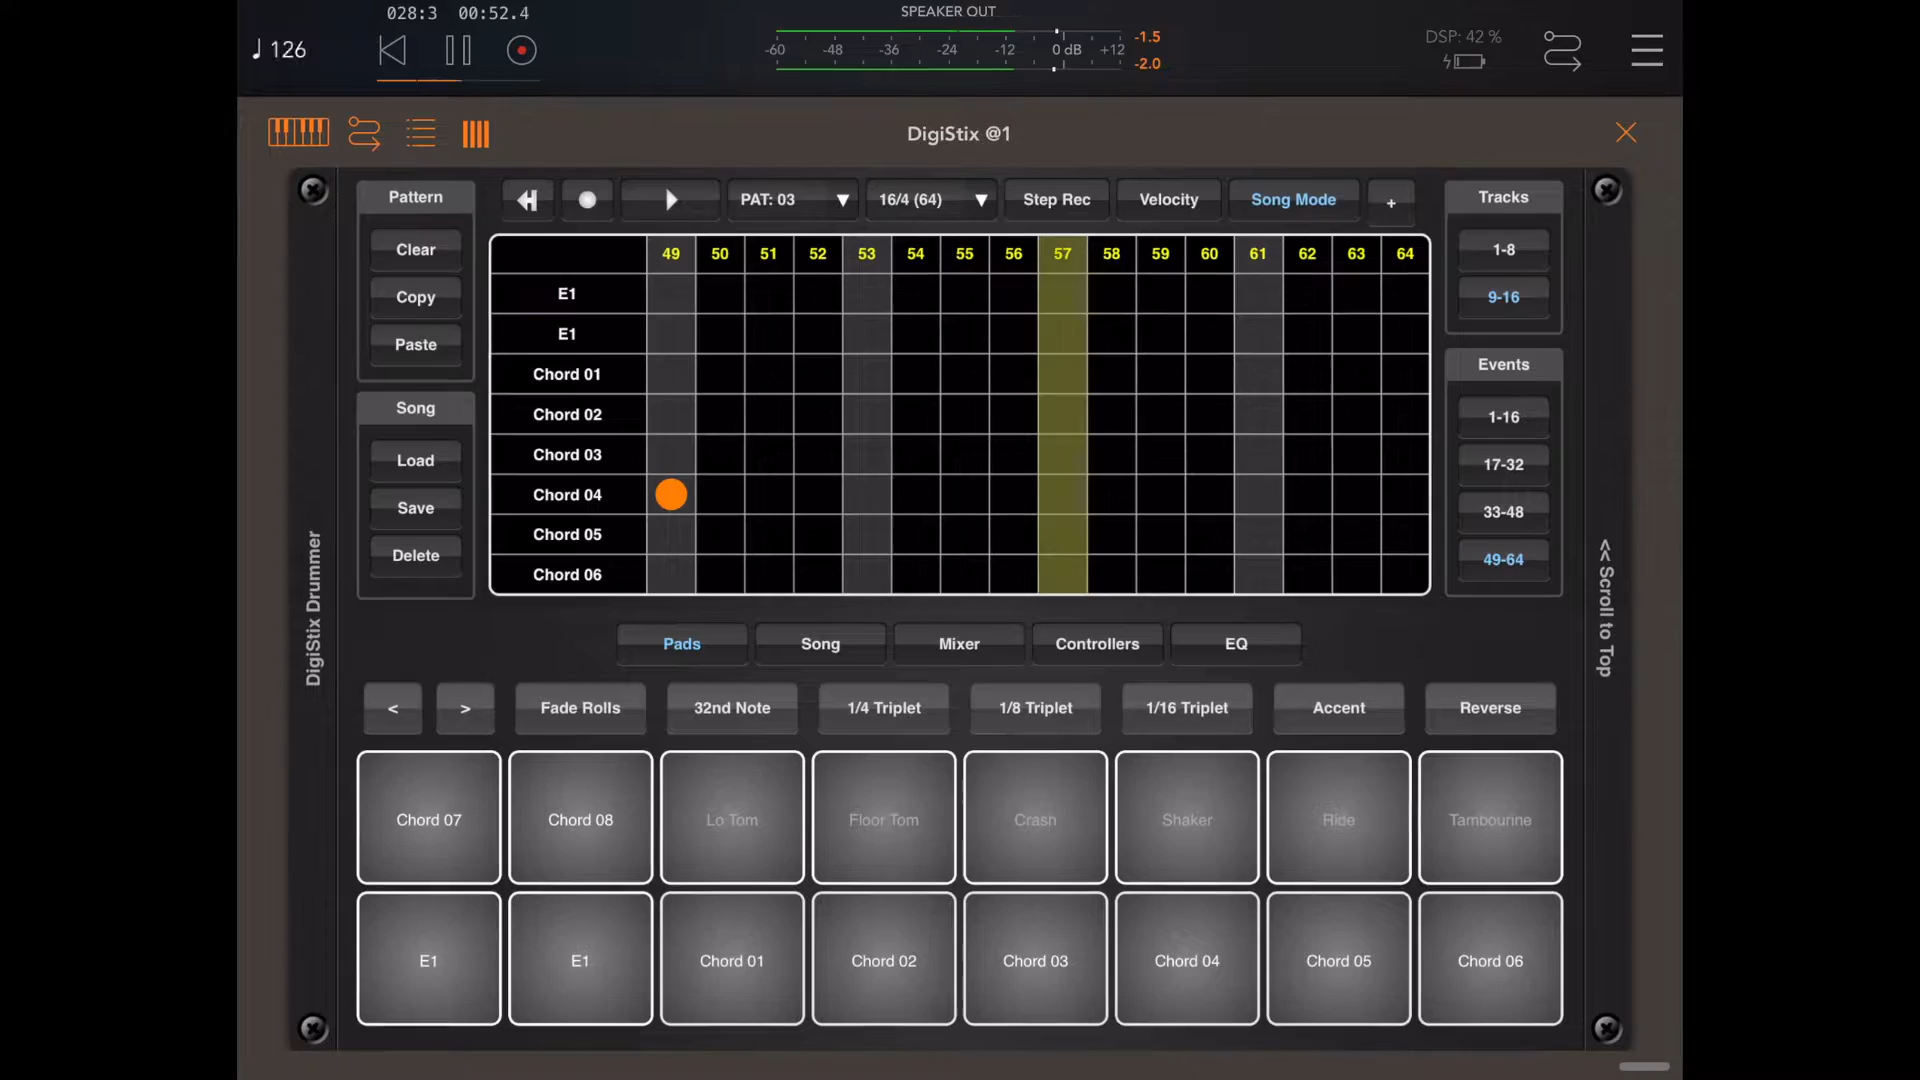 028:3 00:52.4
SPEAKER OUT
♩ 126
-60 -48 -36 -24 -12 0 dB +12
-1.5
-2.0
DSP: 42 %
DigiStix @1
Pattern
Clear
Copy
Paste
Song
Load
Save
Delete
PAT: 03 ▼
16/4 (64) ▼
Step Rec
Velocity
Song Mode
+
49 50 51 52 53 54 55 56 57 58 59 60 61 62 63 64
E1
E1
Chord 01
Chord 02
Chord 03
Chord 04
Chord 05
Chord 06
Tracks
1-8
9-16
Events
1-16
17-32
33-48
49-64
DigiStix Drummer
<< Scroll to Top
Pads Song Mixer Controllers EQ
< > Fade Rolls 32nd Note 1/4 Triplet 1/8 Triplet 1/16 Triplet Accent Reverse
Chord 07 Chord 08 Lo Tom Floor Tom Crash Shaker Ride Tambourine
E1 E1 Chord 01 Chord 02 Chord 03 Chord 04 Chord 05 Chord 06